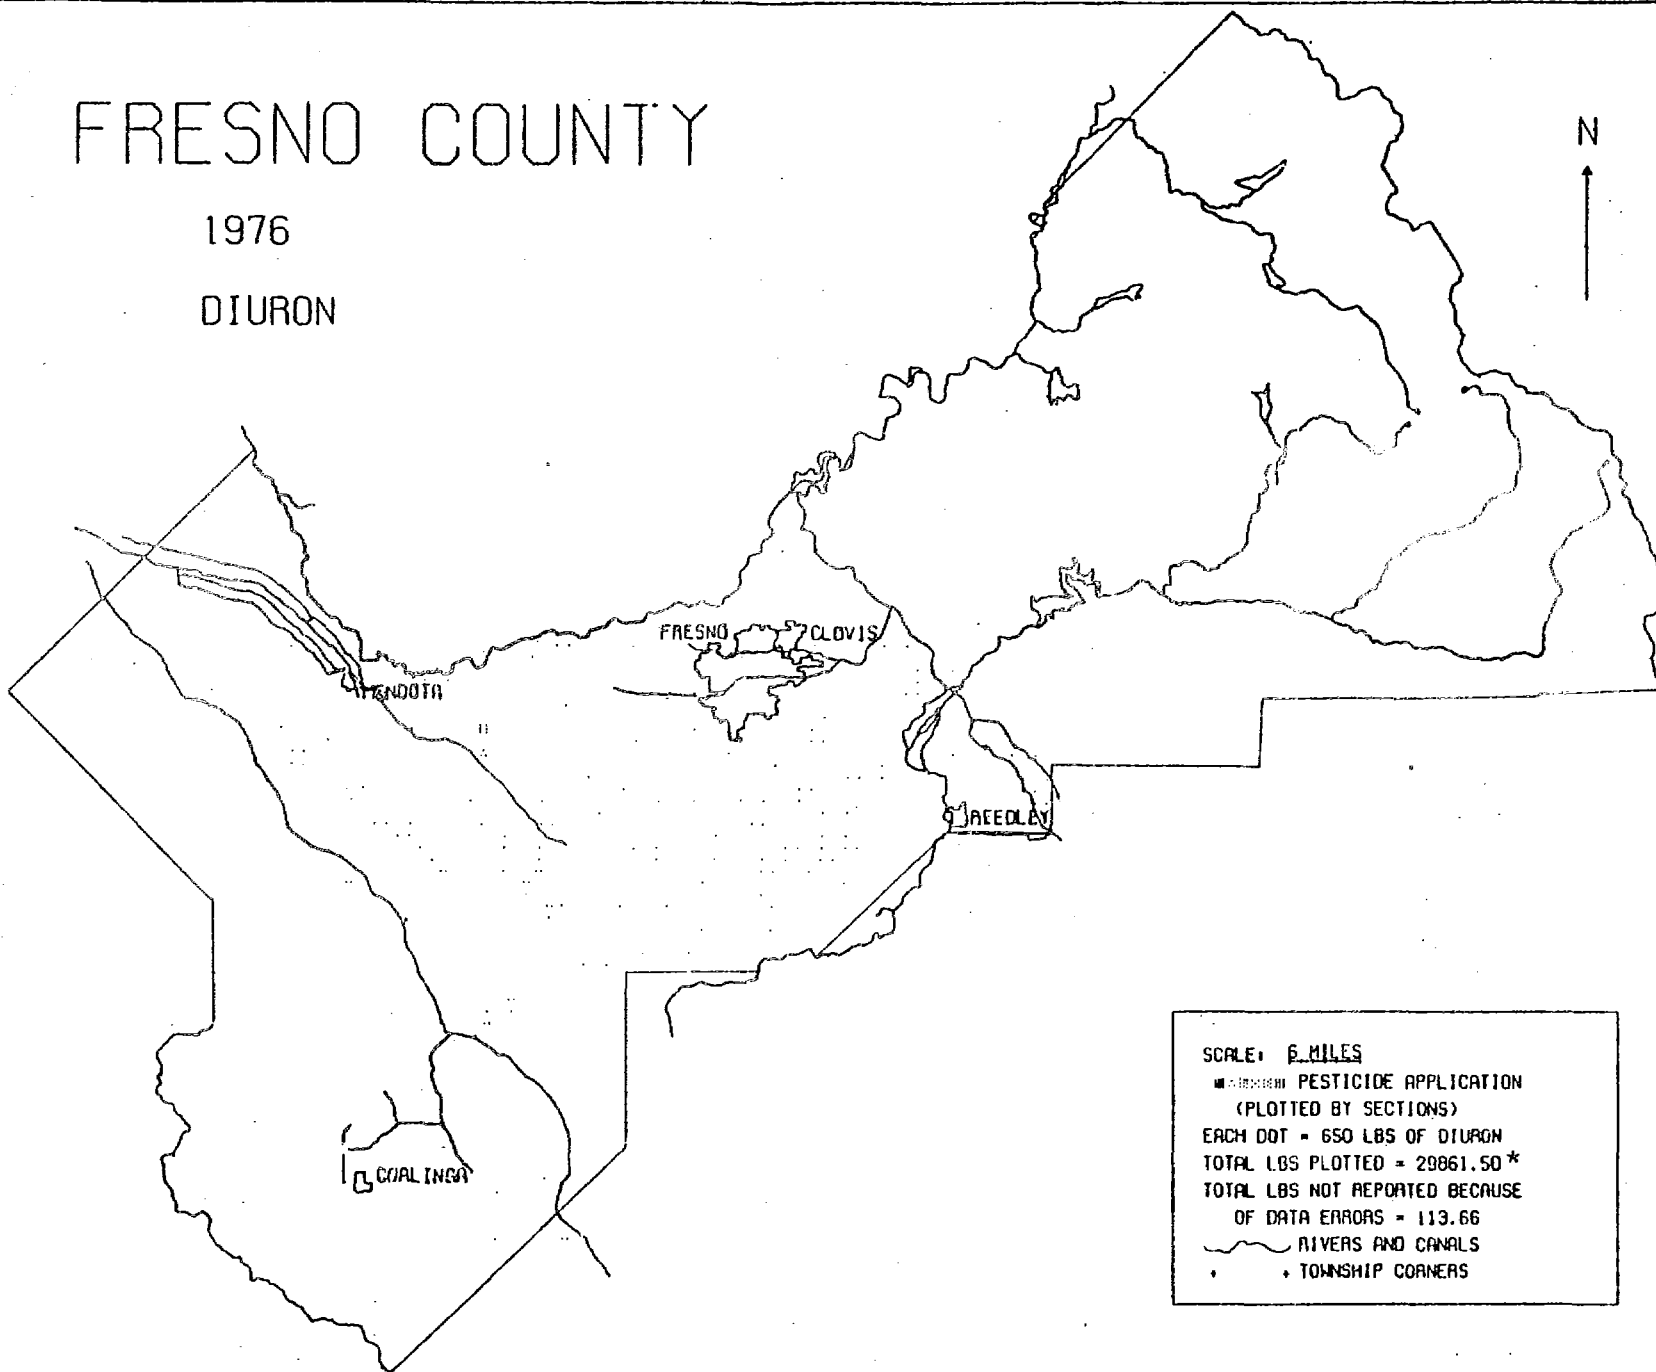 FRESNO COUNTY
1976
DIURON
N
FRESNO
CLOVIS
MENDOTA
REEDLEY
COALINGA
SCALE: 6 MILES
PESTICIDE APPLICATION
(PLOTTED BY SECTIONS)
EACH DOT = 650 LBS OF DIURON
TOTAL LBS PLOTTED = 29861.50*
TOTAL LBS NOT REPORTED BECAUSE
OF DATA ERRORS = 113.66
RIVERS AND CANALS
TOWNSHIP CORNERS